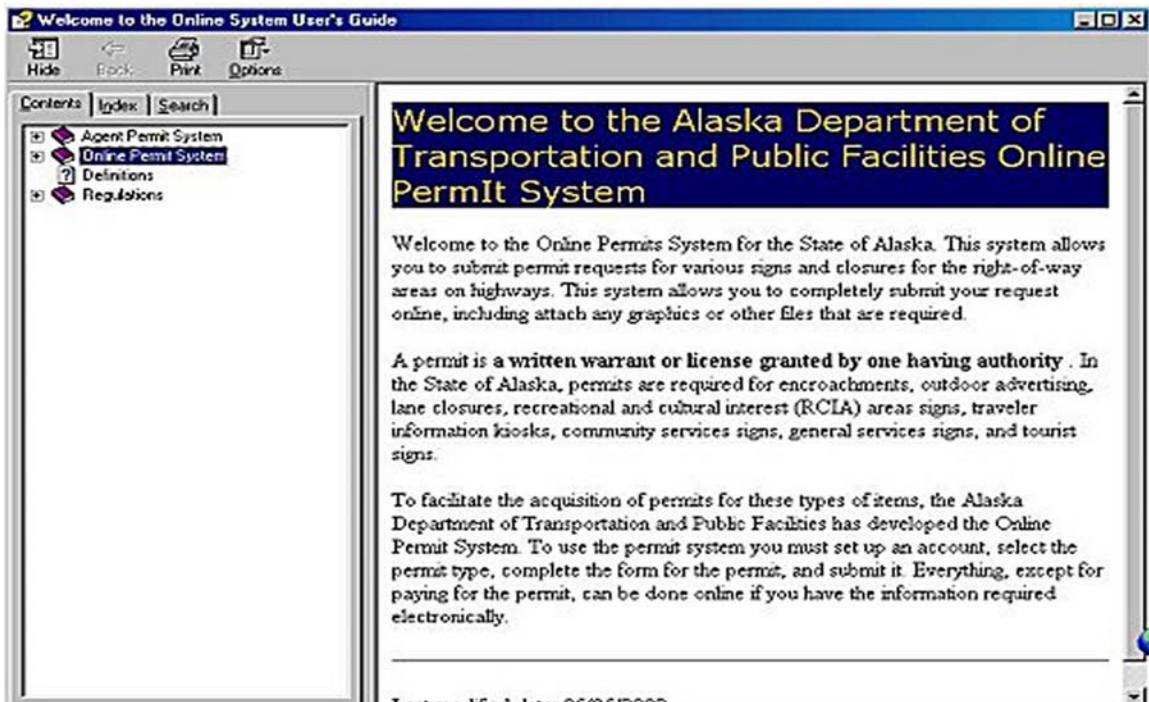 Welcome to the Online System User's Guide
Hide Back Print Options
Contents Index Search
Agent Permit System
Online Permit System
Definitions
Regulations
Welcome to the Alaska Department of
Transportation and Public Facilities Online
PermIt System
Welcome to the Online Permits System for the State of Alaska. This system allows
you to submit permit requests for various signs and closures for the right-of-way
areas on highways. This system allows you to completely submit your request
online, including attach any graphics or other files that are required.
A permit is a written warrant or license granted by one having authority . In
the State of Alaska, permits are required for encroachments, outdoor advertising,
lane closures, recreational and cultural interest (RCIA) areas signs, traveler
information kiosks, community services signs, general services signs, and tourist
signs.
To facilitate the acquisition of permits for these types of items, the Alaska
Department of Transportation and Public Facilities has developed the Online
Permit System. To use the permit system you must set up an account, select the
permit type, complete the form for the permit, and submit it. Everything, except for
paying for the permit, can be done online if you have the information required
electronically.
Last modified date: